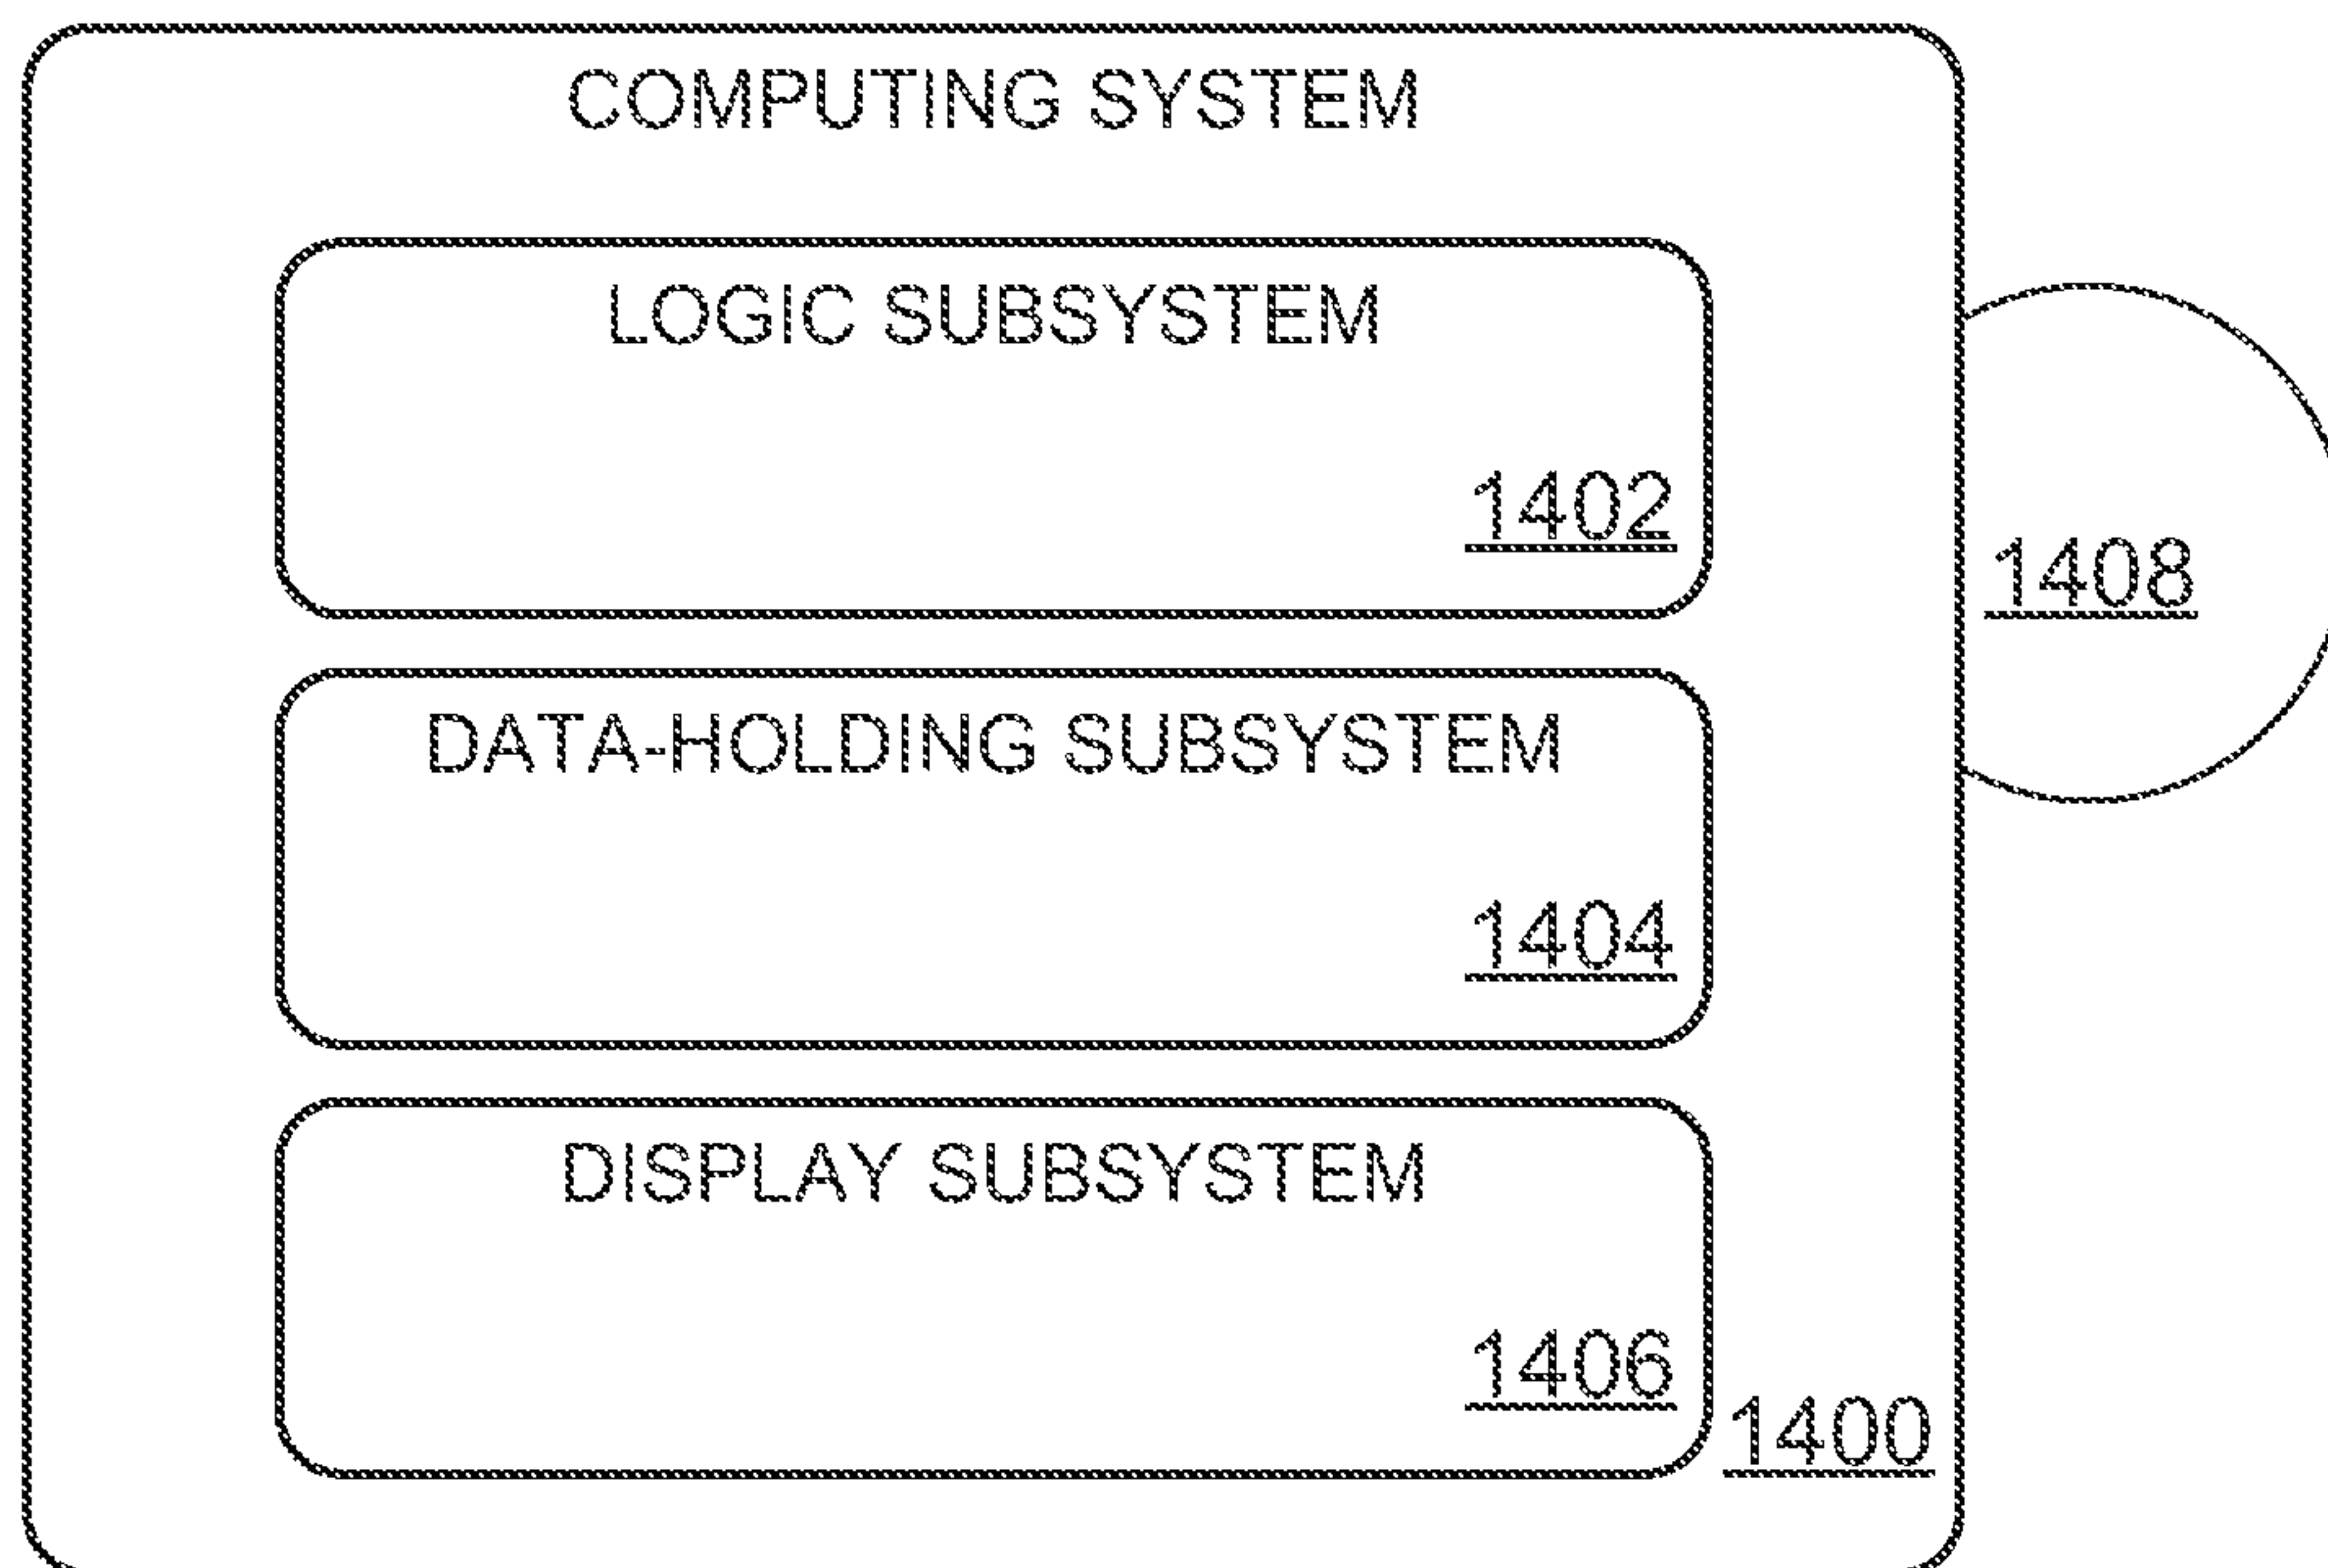 COMPUTING SYSTEM
LOGIC SUBSYSTEM
1402
1408
DATA-HOLDING SUBSYSTEM
1404
DISPLAY SUBSYSTEM
1406
1400